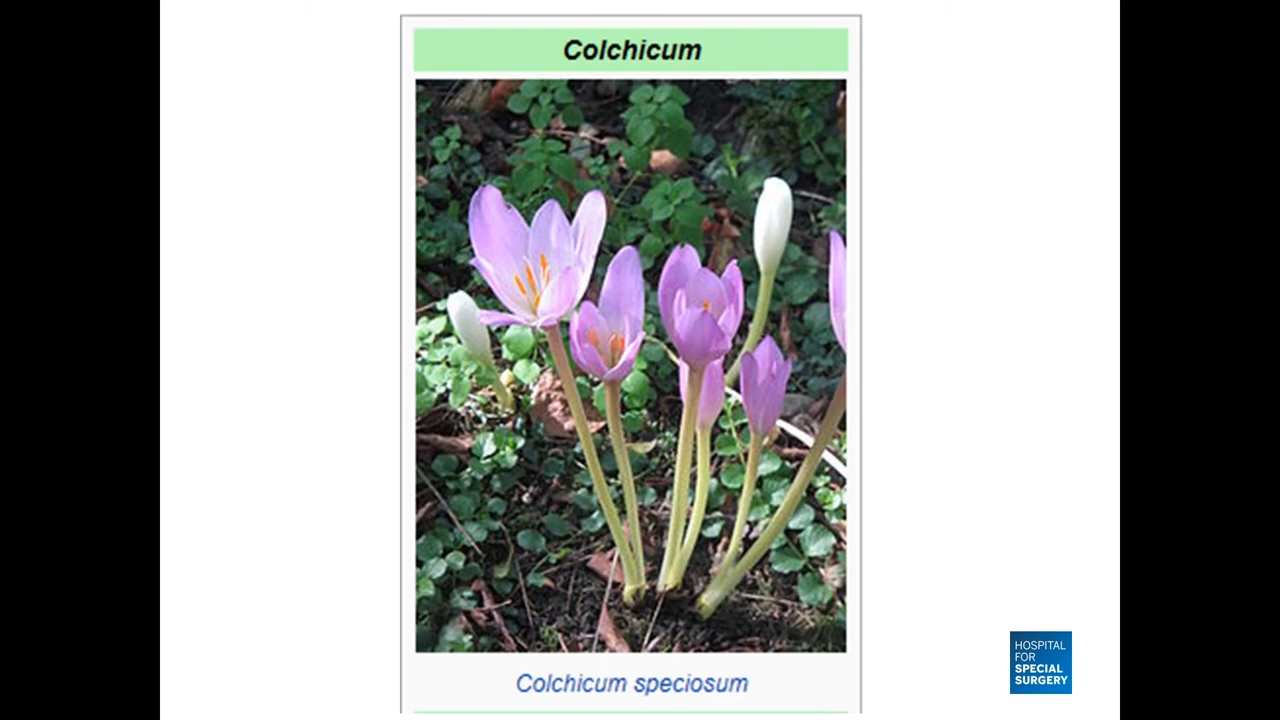 Colchicum
Colchicum speciosum
HOSPITAL
FOR
SPECIAL
SURGERY